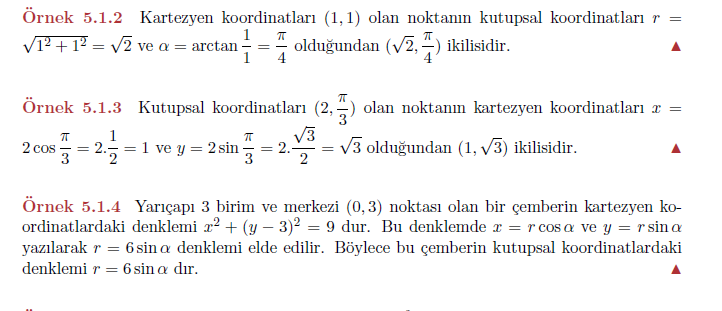 Örnek 5.1.2 Kartezyen koordinatları (1, 1) olan noktanın kutupsal koordinatları r =
√(1² + 1²) = √2 ve α = arctan 1/1 = π/4 olduğundan (√2, π/4) ikilisidir. ▲
Örnek 5.1.3 Kutupsal koordinatları (2, π/3) olan noktanın kartezyen koordinatları x =
2 cos π/3 = 2.1/2 = 1 ve y = 2 sin π/3 = 2.√3/2 = √3 olduğundan (1, √3) ikilisidir. ▲
Örnek 5.1.4 Yarıçapı 3 birim ve merkezi (0, 3) noktası olan bir çemberin kartezyen ko-
ordinatlardaki denklemi x² + (y − 3)² = 9 dur. Bu denklemde x = r cos α ve y = r sin α
yazılarak r = 6 sin α denklemi elde edilir. Böylece bu çemberin kutupsal koordinatlardaki
denklemi r = 6 sin α dır. ▲